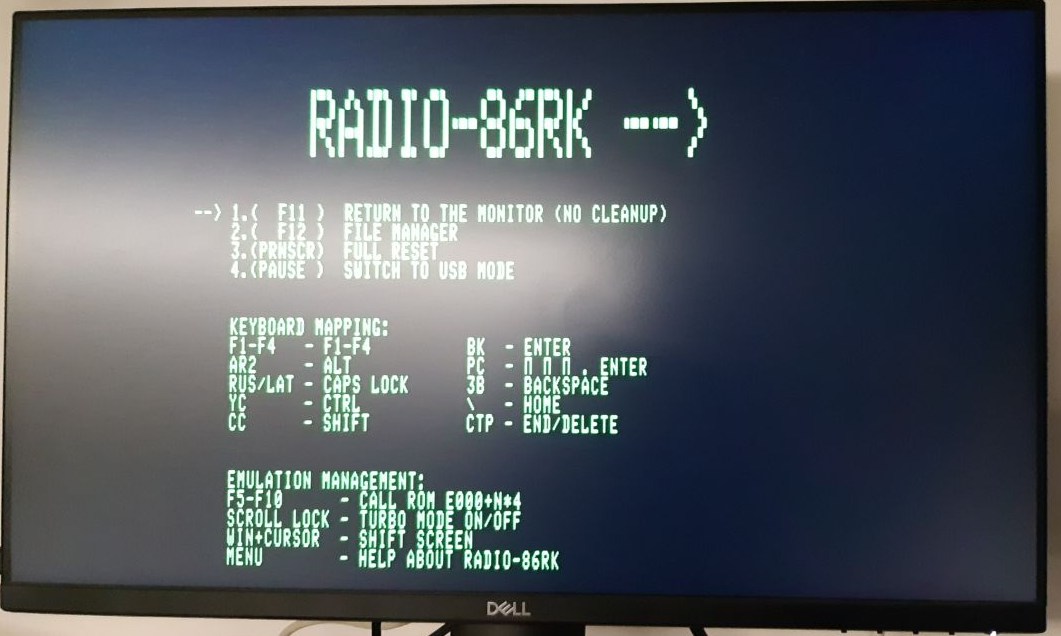 RADIO-86RK --->
--> 1.( F11 ) RETURN TO THE MONITOR (NO CLEANUP)
2.( F12 ) FILE MANAGER
3.(PRNSCR) FULL RESET
4.(PAUSE ) SWITCH TO USB MODE
KEYBOARD MAPPING:
F1-F4 - F1-F4 BK - ENTER
AR2 - ALT PC - П П П . ENTER
RUS/LAT - CAPS LOCK 3B - BACKSPACE
YC - CTRL \ - HOME
CC - SHIFT CTP - END/DELETE
EMULATION MANAGEMENT:
F5-F10 - CALL ROM E000+N*4
SCROLL LOCK - TURBO MODE ON/OFF
WIN+CURSOR - SHIFT SCREEN
MENU - HELP ABOUT RADIO-86RK
DELL